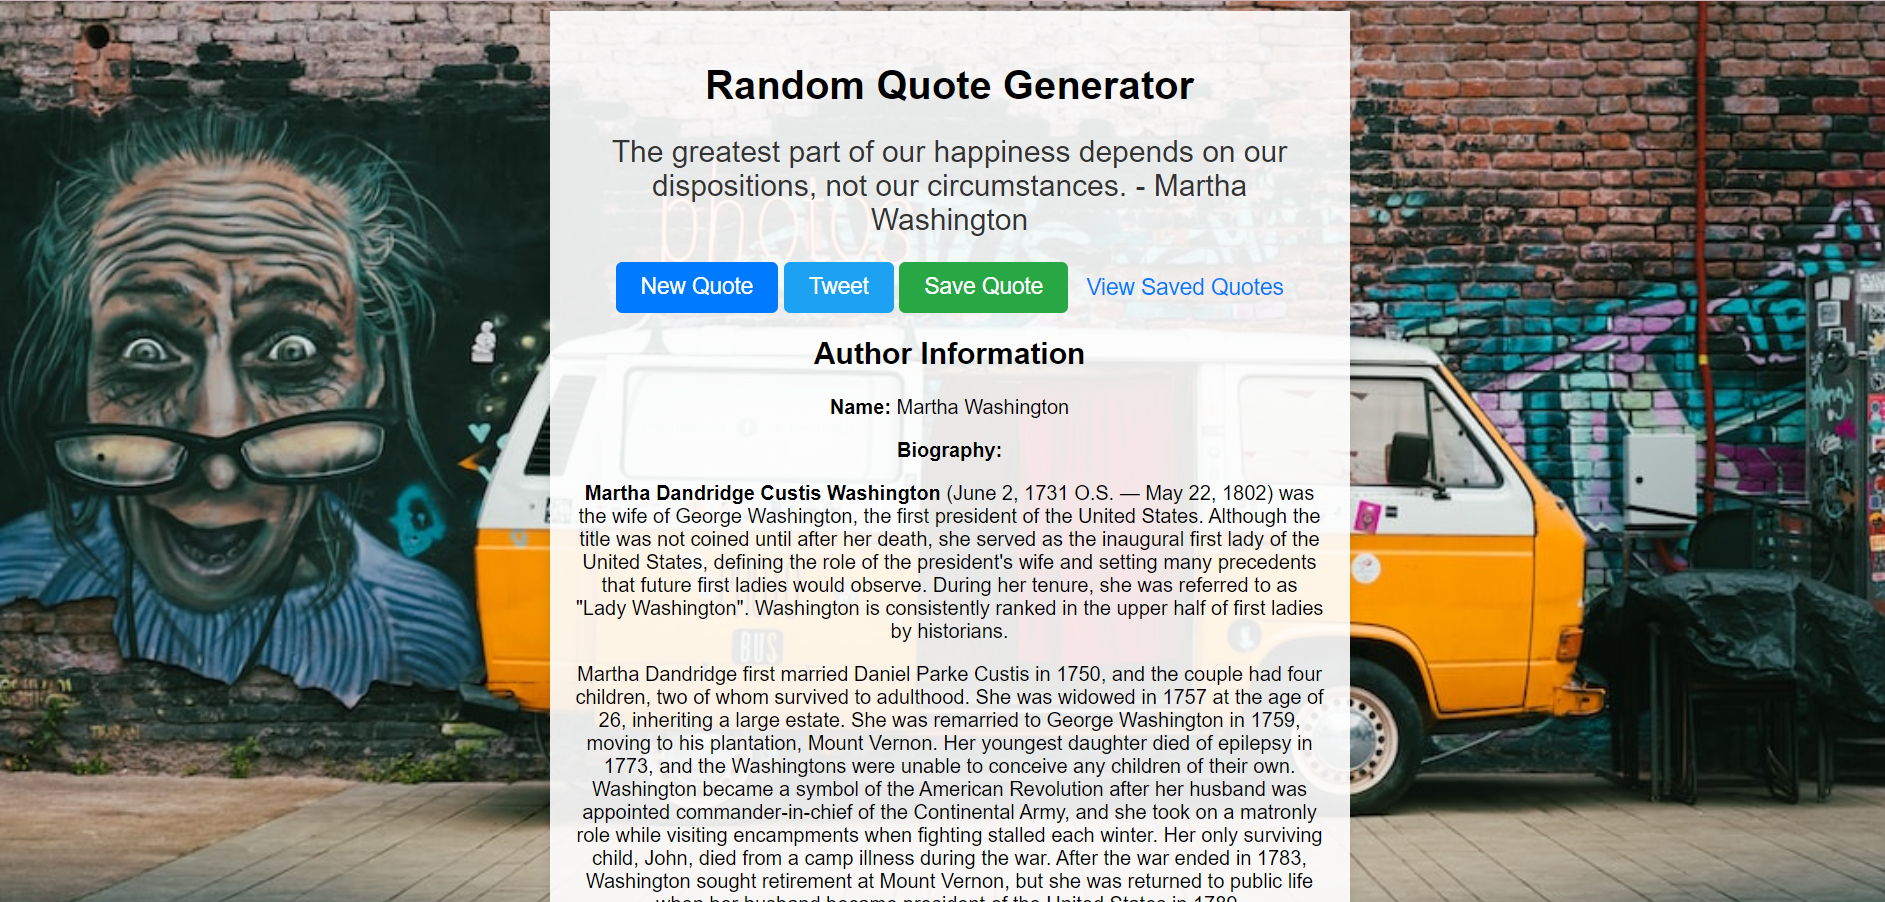 Random Quote Generator
The greatest part of our happiness depends on our
dispositions, not our circumstances. - Martha
Washington
New Quote Tweet Save Quote View Saved Quotes
Author Information
Name: Martha Washington
Biography:
Martha Dandridge Custis Washington (June 2, 1731 O.S. — May 22, 1802) was
the wife of George Washington, the first president of the United States. Although the
title was not coined until after her death, she served as the inaugural first lady of the
United States, defining the role of the president's wife and setting many precedents
that future first ladies would observe. During her tenure, she was referred to as
"Lady Washington". Washington is consistently ranked in the upper half of first ladies
by historians.
Martha Dandridge first married Daniel Parke Custis in 1750, and the couple had four
children, two of whom survived to adulthood. She was widowed in 1757 at the age of
26, inheriting a large estate. She was remarried to George Washington in 1759,
moving to his plantation, Mount Vernon. Her youngest daughter died of epilepsy in
1773, and the Washingtons were unable to conceive any children of their own.
Washington became a symbol of the American Revolution after her husband was
appointed commander-in-chief of the Continental Army, and she took on a matronly
role while visiting encampments when fighting stalled each winter. Her only surviving
child, John, died from a camp illness during the war. After the war ended in 1783,
Washington sought retirement at Mount Vernon, but she was returned to public life
when her husband became president of the United States in 1789.
photos
BUS